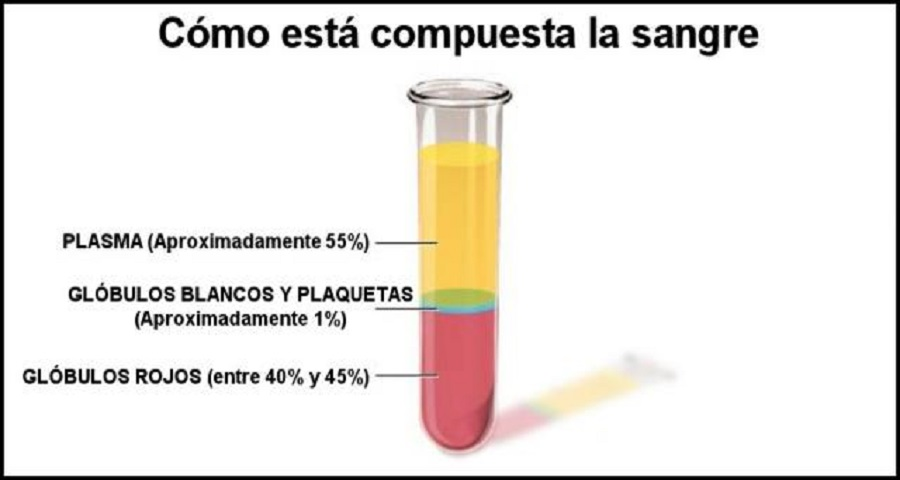 Cómo está compuesta la sangre
PLASMA (Aproximadamente 55%)
GLÓBULOS BLANCOS Y PLAQUETAS
(Aproximadamente 1%)
GLÓBULOS ROJOS (entre 40% y 45%)